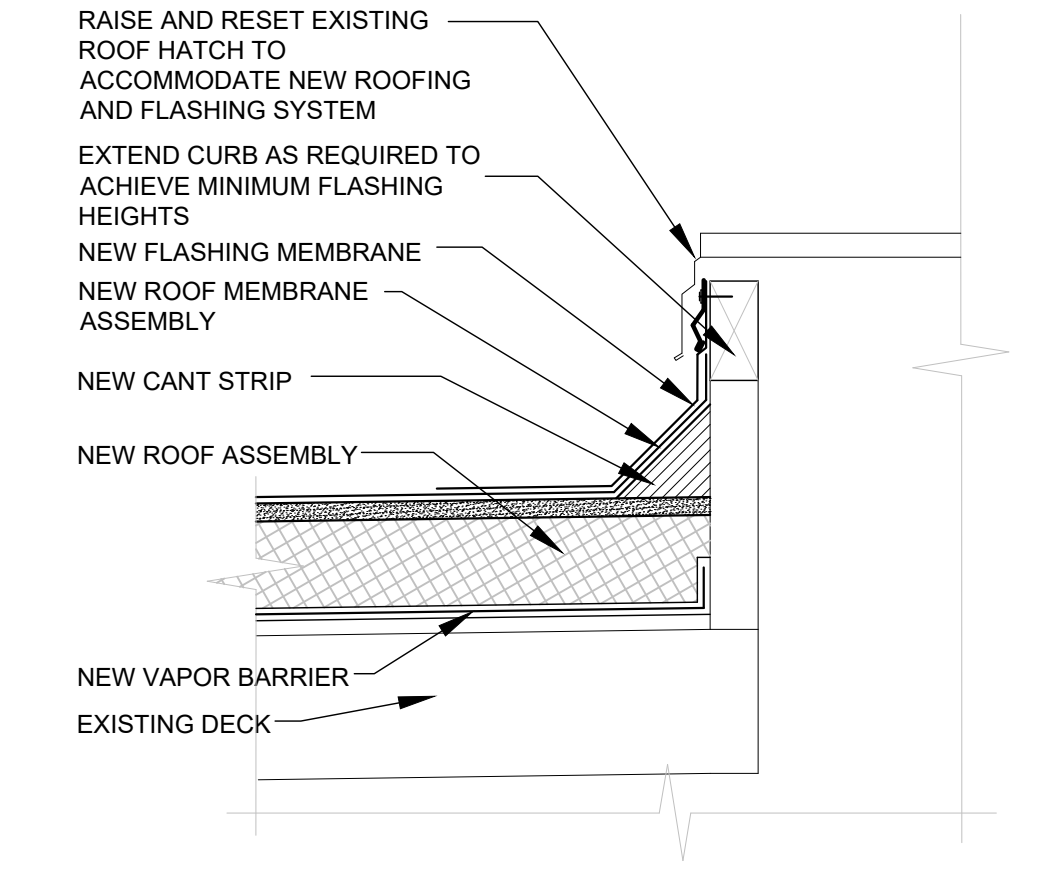 RAISE AND RESET EXISTING
ROOF HATCH TO
ACCOMMODATE NEW ROOFING
AND FLASHING SYSTEM
EXTEND CURB AS REQUIRED TO
ACHIEVE MINIMUM FLASHING
HEIGHTS
NEW FLASHING MEMBRANE
NEW ROOF MEMBRANE
ASSEMBLY
NEW CANT STRIP
NEW ROOF ASSEMBLY
NEW VAPOR BARRIER
EXISTING DECK